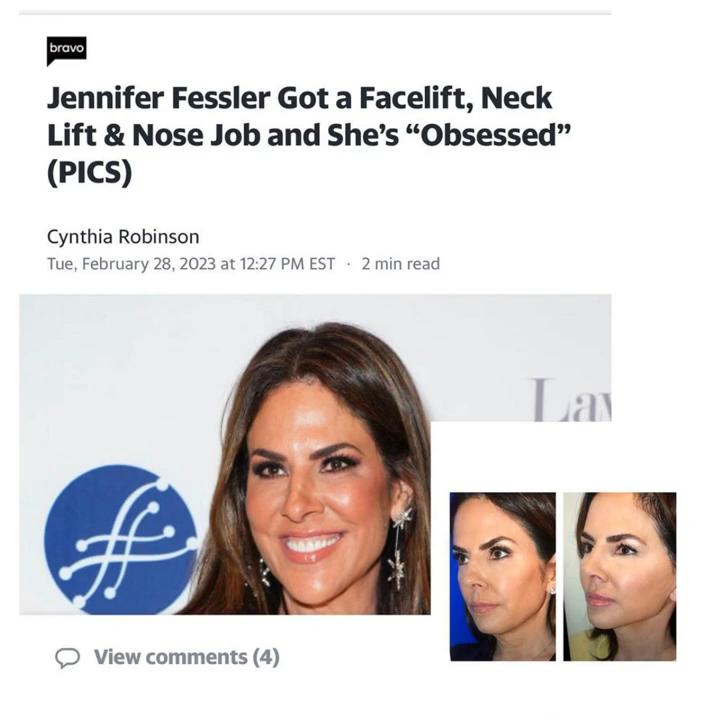 bravo
Jennifer Fessler Got a Facelift, Neck
Lift & Nose Job and She’s “Obsessed”
(PICS)
Cynthia Robinson
Tue, February 28, 2023 at 12:27 PM EST · 2 min read
View comments (4)